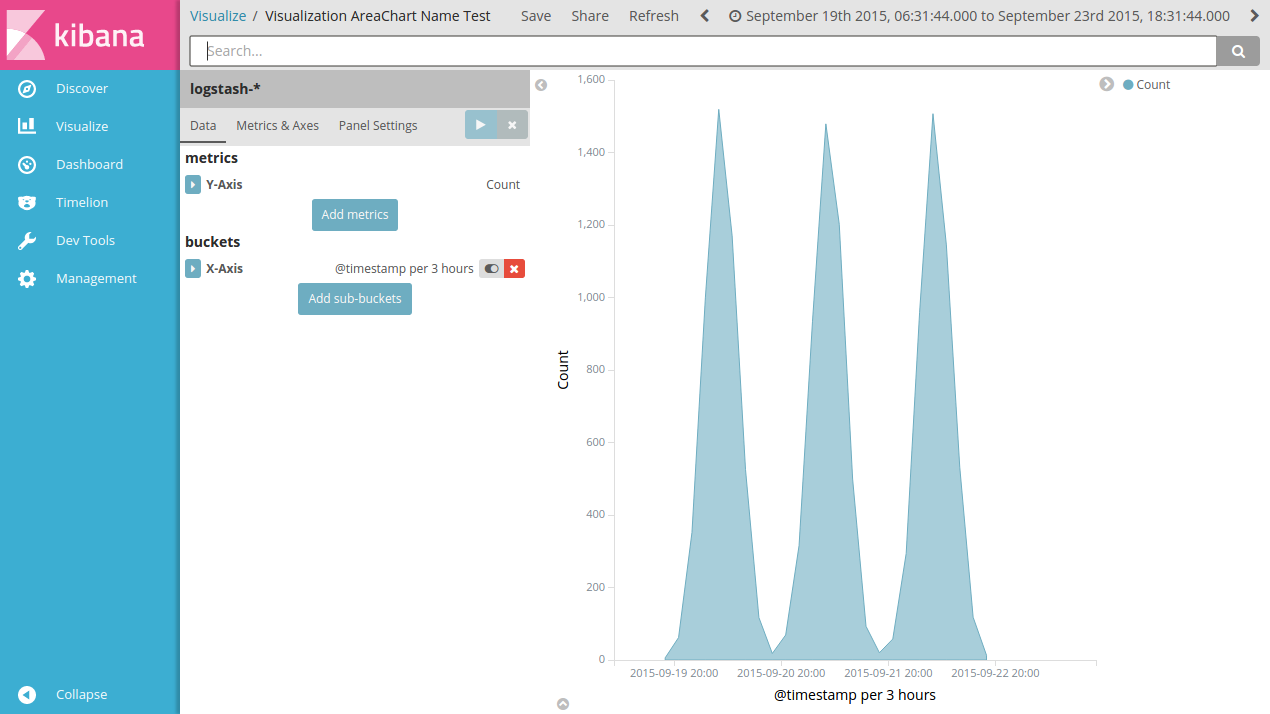 kibana
Visualize / Visualization AreaChart Name Test Save Share Refresh September 19th 2015, 06:31:44.000 to September 23rd 2015, 18:31:44.000
Search...
Discover
Visualize
Dashboard
Timelion
Dev Tools
Management
Collapse
logstash-*
Data Metrics & Axes Panel Settings
metrics
Y-Axis Count
Add metrics
buckets
X-Axis @timestamp per 3 hours
Add sub-buckets
Count
1,600
1,400
1,200
1,000
800
600
400
200
0
Count
2015-09-19 20:00 2015-09-20 20:00 2015-09-21 20:00 2015-09-22 20:00
@timestamp per 3 hours